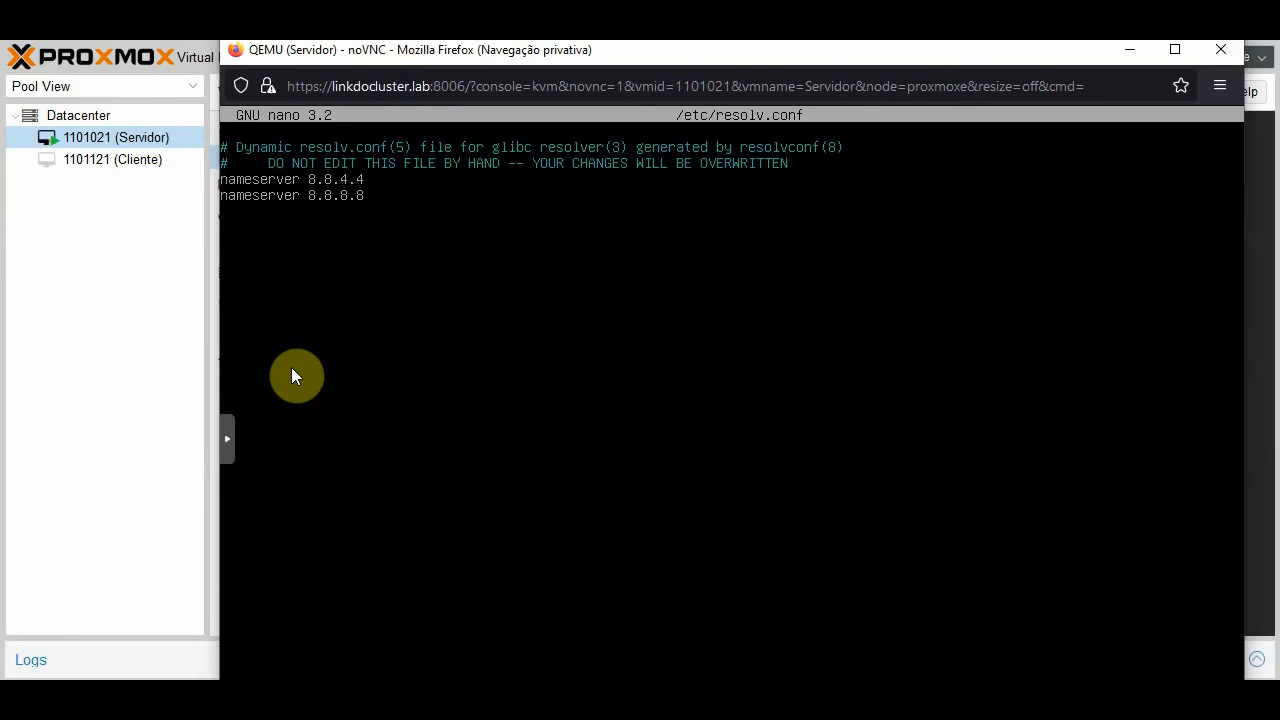 QEMU (Servidor) - noVNC - Mozilla Firefox (Navegação privativa)
PROXMOX Virtual
https://linkdocluster.lab:8006/?console=kvm&novnc=1&vmid=1101021&vmname=Servidor&node=proxmoxe&resize=off&cmd=
Pool View
Datacenter
1101021 (Servidor)
1101121 (Cliente)
GNU nano 3.2 /etc/resolv.conf
# Dynamic resolv.conf(5) file for glibc resolver(3) generated by resolvconf(8)
# DO NOT EDIT THIS FILE BY HAND -- YOUR CHANGES WILL BE OVERWRITTEN
nameserver 8.8.4.4
nameserver 8.8.8.8
Logs